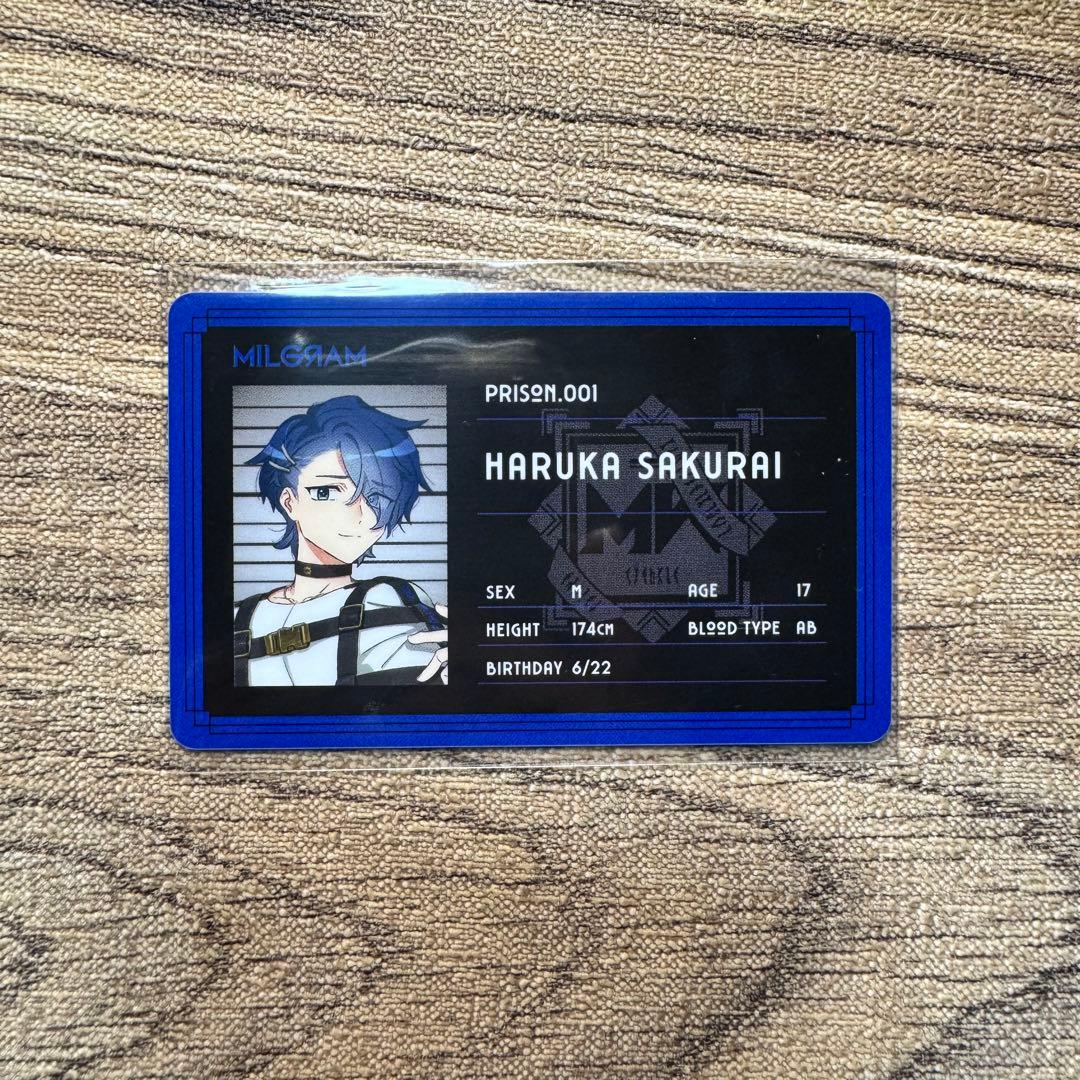 MILGRAM
PRISON.001
HARUKA SAKURAI
SEX M AGE 17
HEIGHT 174CM BLOOD TYPE AB
BIRTHDAY 6/22